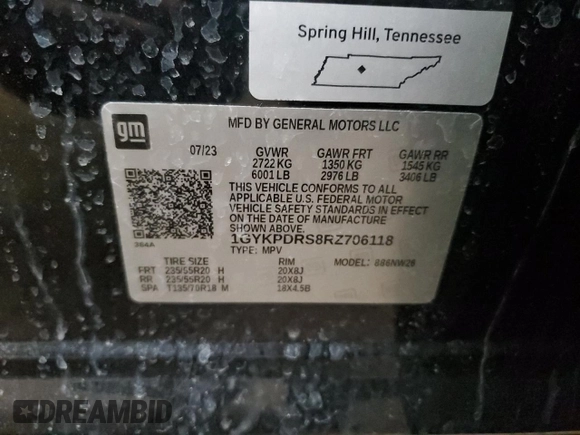 Spring Hill, Tennessee
gm
MFD BY GENERAL MOTORS LLC
07/23 GVWR GAWR FRT GAWR RR
2722 KG 1350 KG 1545 KG
6001 LB 2976 LB 3406 LB
THIS VEHICLE CONFORMS TO ALL
APPLICABLE U.S. FEDERAL MOTOR
VEHICLE SAFETY STANDARDS IN EFFECT
ON THE DATE OF MANUFACTURE
SHOWN ABOVE.
1GYKPDRS8RZ706118
TYPE: MPV MODEL: 6NW26
264A
TIRE SIZE RIM
FRT 235/55R20 H 20X8J
RR 235/55R20 H 20X8J
SPA T135/70R18 M 18X4.5B
DREAMBID